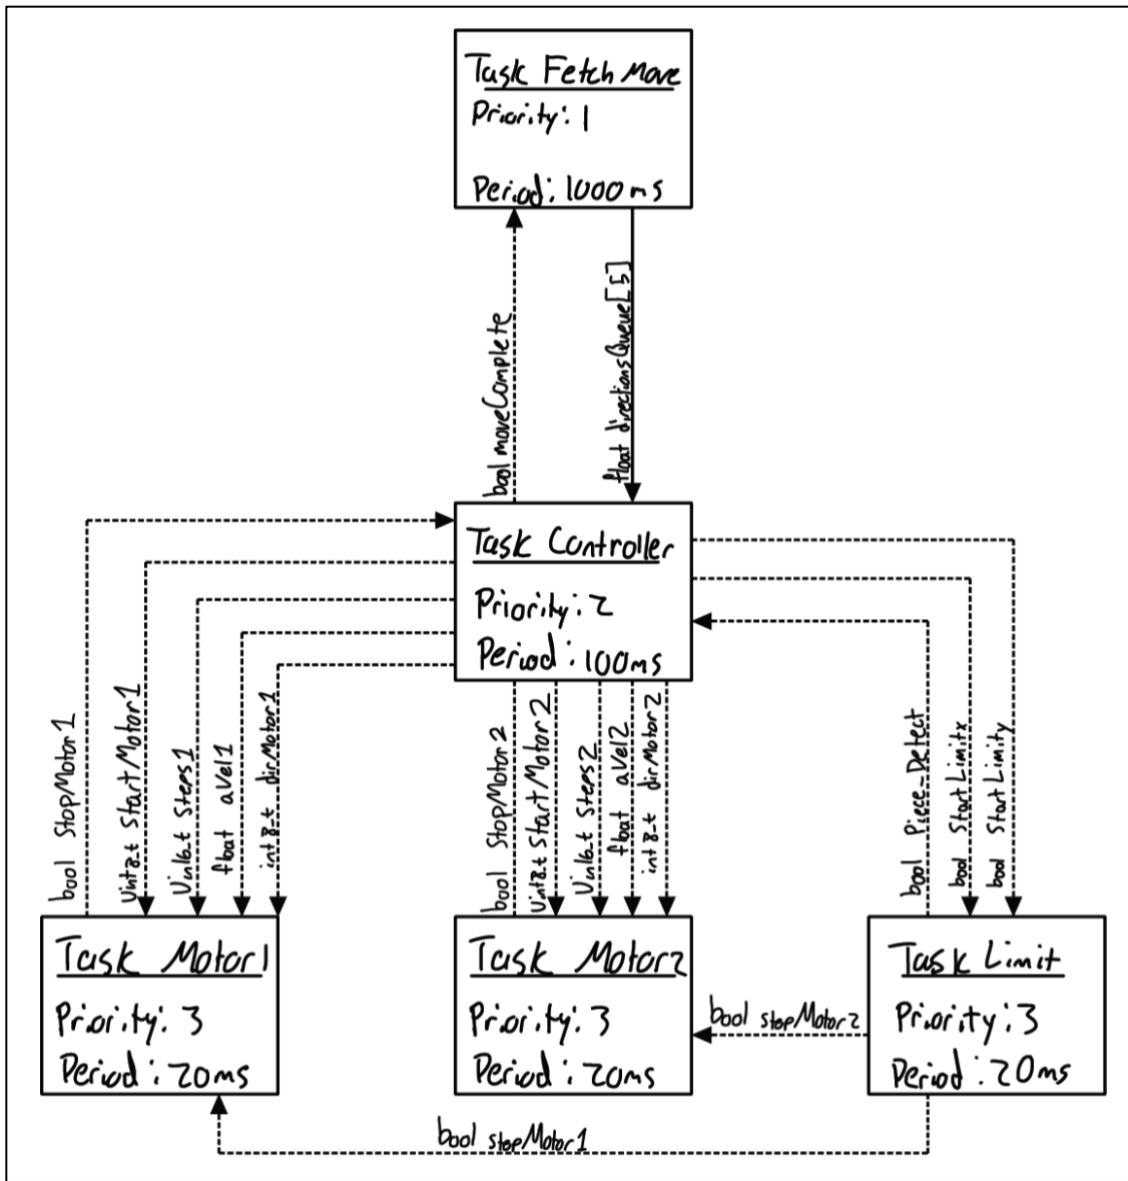 Task Fetch Move
Priority: 1
Period: 1000ms
bool moveComplete
float directionsQueue[5]
Task Controller
Priority: 2
Period: 100ms
bool StopMotor1
Uint8_t StartMotor1
Uint16_t Steps1
float aVel1
int8_t dirMotor1
bool StopMotor2
Uint8_t StartMotor2
Uint16_t Steps2
float aVel2
int8_t dirMotor2
bool Piece_Detect
bool StartLimitx
bool StartLimity
Task Motor1
Priority: 3
Period: 20ms
Task Motor2
Priority: 3
Period: 20ms
bool stopMotor2
Task Limit
Priority: 3
Period: 20ms
bool stopMotor1